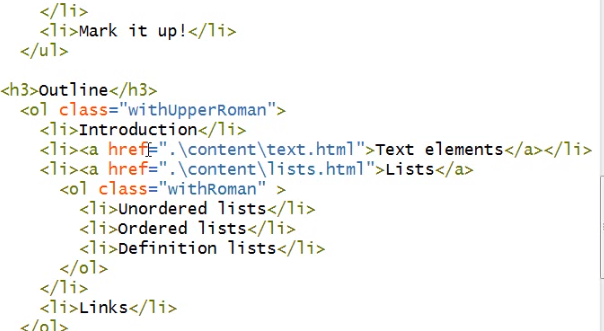 </li>
<li>Mark it up!</li>
</ul>
<h3>Outline</h3>
<ol class="withUpperRoman">
<li>Introduction</li>
<li><a href=".\content\text.html">Text elements</a></li>
<li><a href=".\content\lists.html">Lists</a>
<ol class="withRoman" >
<li>Unordered lists</li>
<li>Ordered lists</li>
<li>Definition lists</li>
</ol>
</li>
<li>Links</li>
</ol>